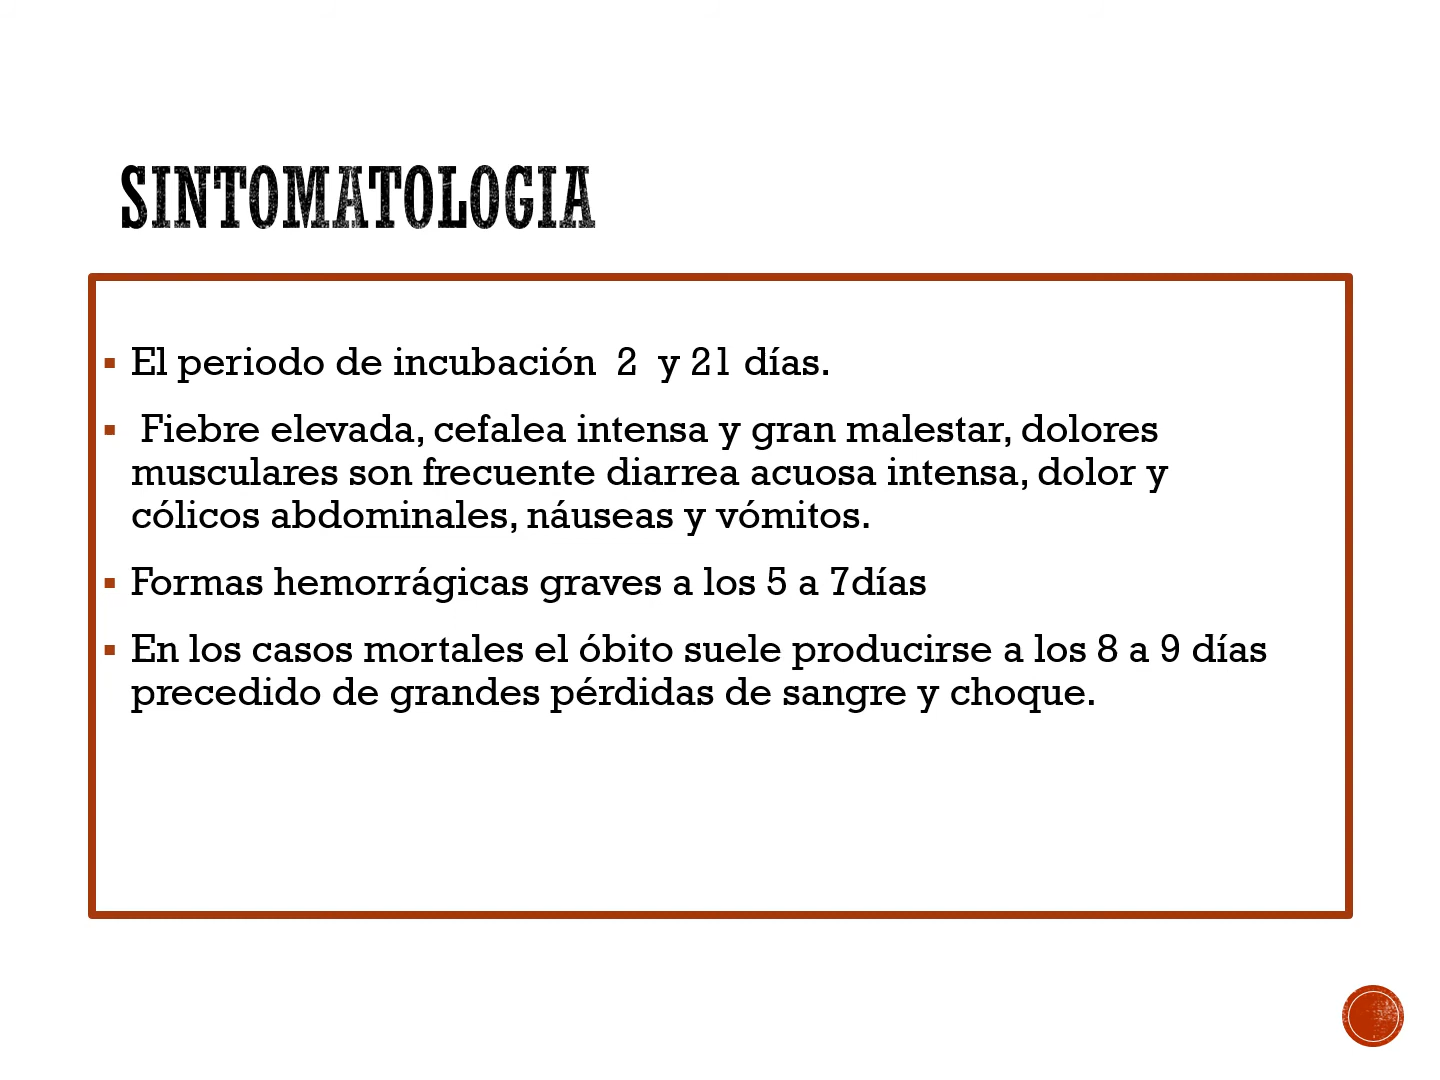 SINTOMATOLOGIA
▪ El periodo de incubación  2  y 21 días.
▪ Fiebre elevada, cefalea intensa y gran malestar, dolores
musculares son frecuente diarrea acuosa intensa, dolor y
cólicos abdominales, náuseas y vómitos.
▪ Formas hemorrágicas graves a los 5 a 7días
▪ En los casos mortales el óbito suele producirse a los 8 a 9 días
precedido de grandes pérdidas de sangre y choque.